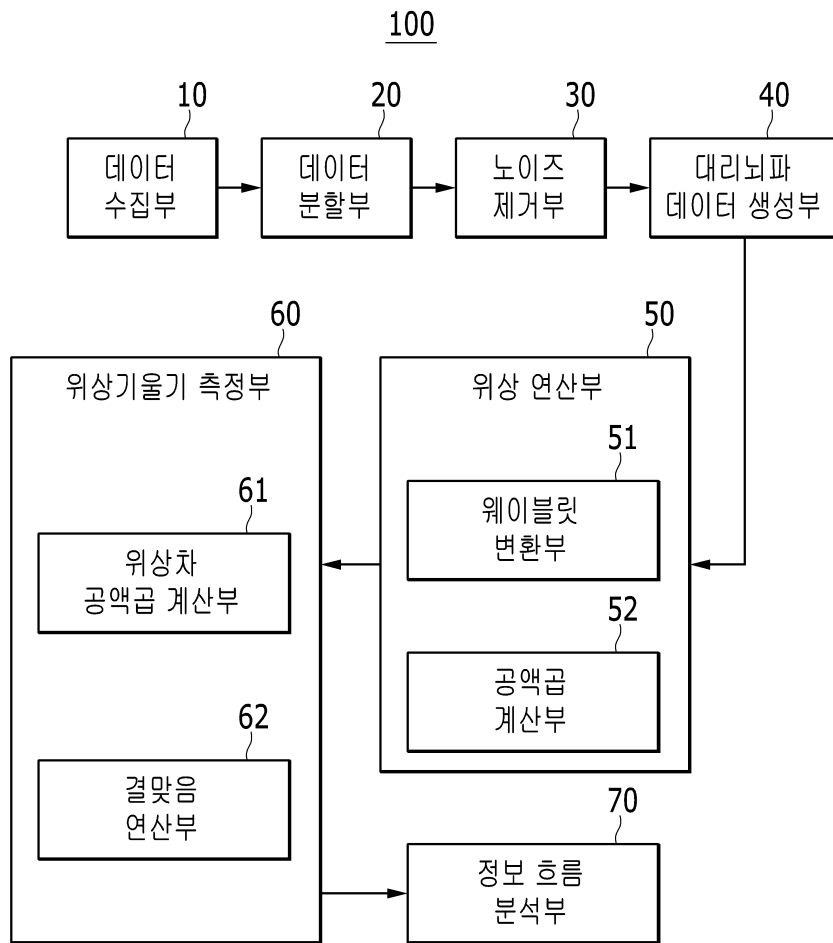 100
10
20
30
40
데이터
수집부
데이터
분할부
노이즈
제거부
대리뇌파
데이터 생성부
60
50
위상기울기 측정부
위상 연산부
51
웨이블릿
변환부
61
위상차
공액곱 계산부
52
공액곱
계산부
62
결맞음
연산부
70
정보 흐름
분석부